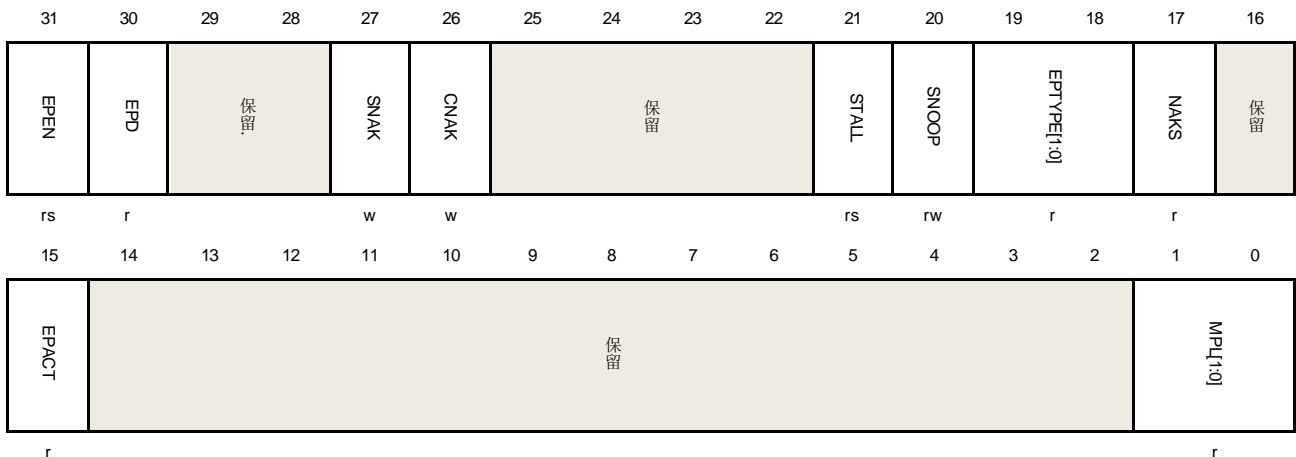 31 30 29 28 27 26 25 24 23 22 21 20 19 18 17 16
EPEN EPD 保留. SNAK CNAK 保留 STALL SNOOP EPTYPE[1:0] NAKS 保留
rs r w w rs rw r r
15 14 13 12 11 10 9 8 7 6 5 4 3 2 1 0
EPACT 保留 MPL[1:0]
r r